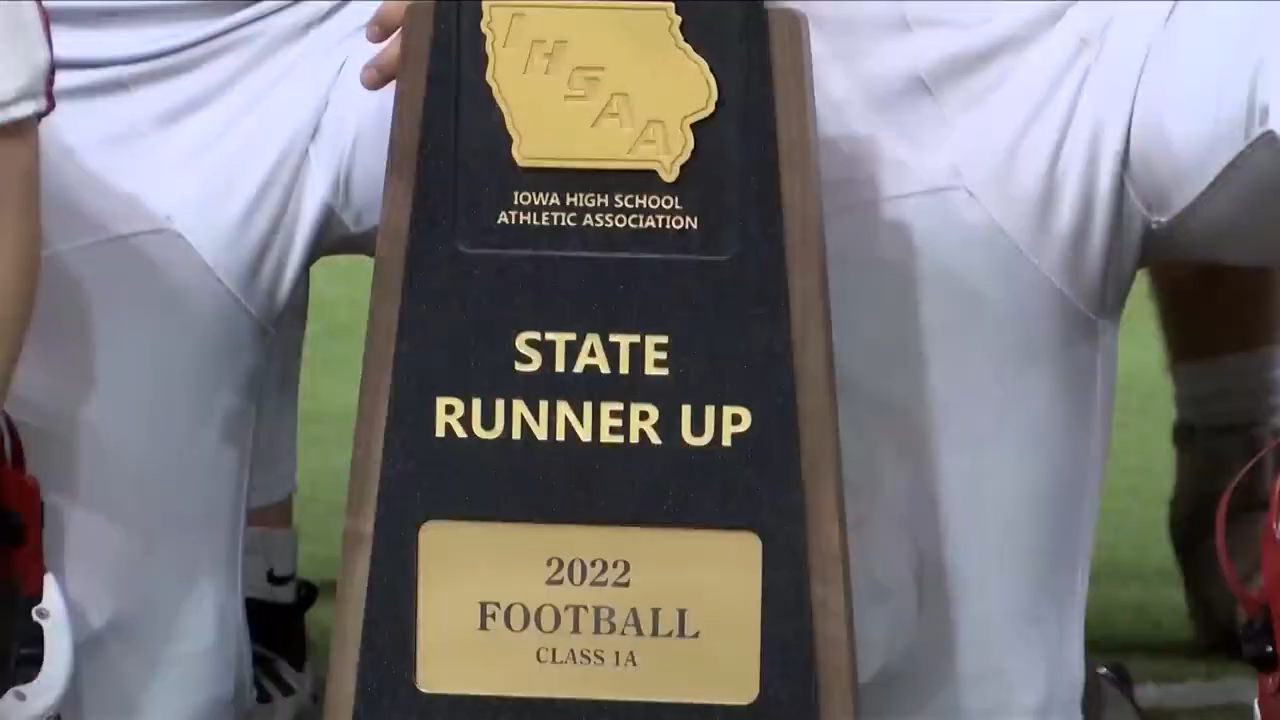 IHSAA
IOWA HIGH SCHOOL
ATHLETIC ASSOCIATION
STATE
RUNNER UP
2022
FOOTBALL
CLASS 1A